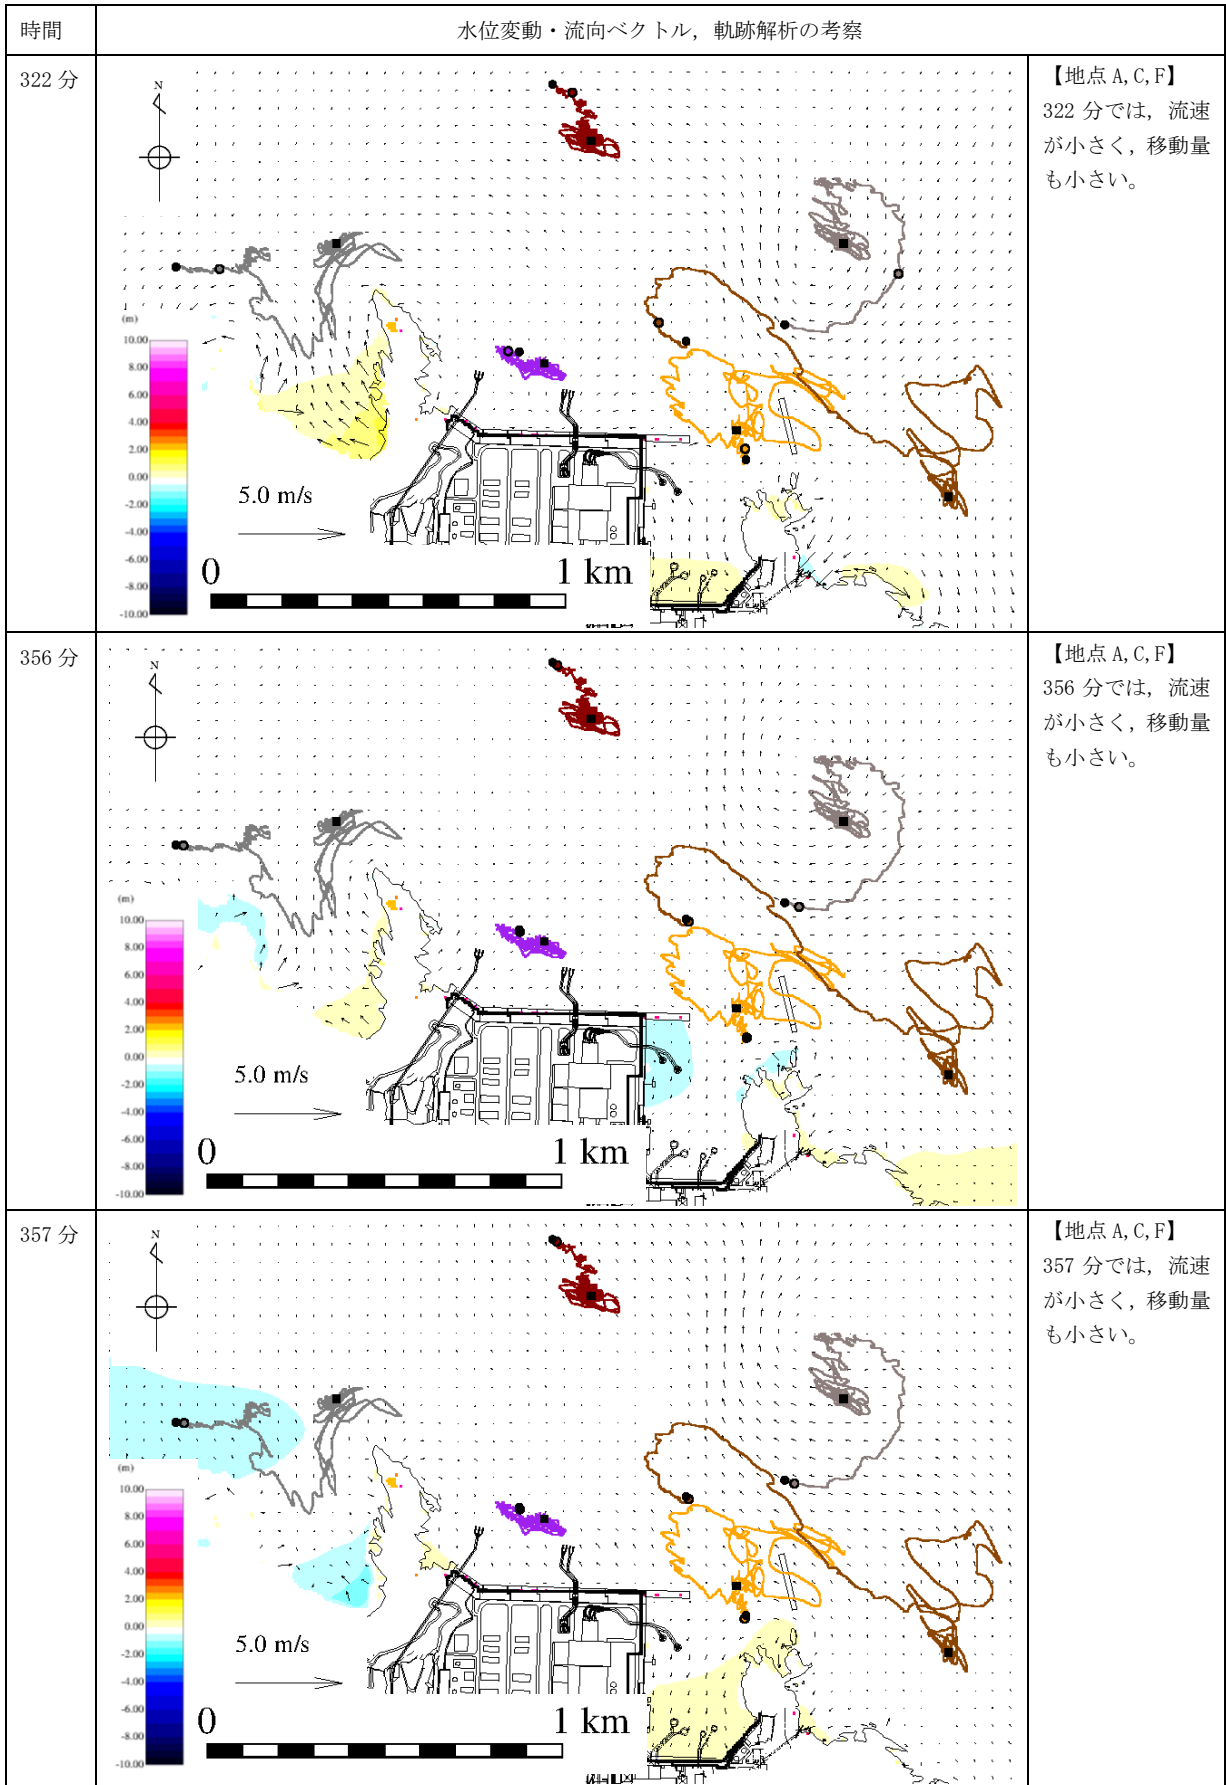 時間
水位変動・流向ベクトル，軌跡解析の考察
322 分
N
(m)
10.00
8.00
6.00
4.00
2.00
0.00
-2.00
-4.00
-6.00
-8.00
-10.00
5.0 m/s
0
1 km
【地点 A,C,F】
322 分では，流速
が小さく，移動量
も小さい。
356 分
N
(m)
10.00
8.00
6.00
4.00
2.00
0.00
-2.00
-4.00
-6.00
-8.00
-10.00
5.0 m/s
0
1 km
【地点 A,C,F】
356 分では，流速
が小さく，移動量
も小さい。
357 分
N
(m)
10.00
8.00
6.00
4.00
2.00
0.00
-2.00
-4.00
-6.00
-8.00
-10.00
5.0 m/s
0
1 km
【地点 A,C,F】
357 分では，流速
が小さく，移動量
も小さい。